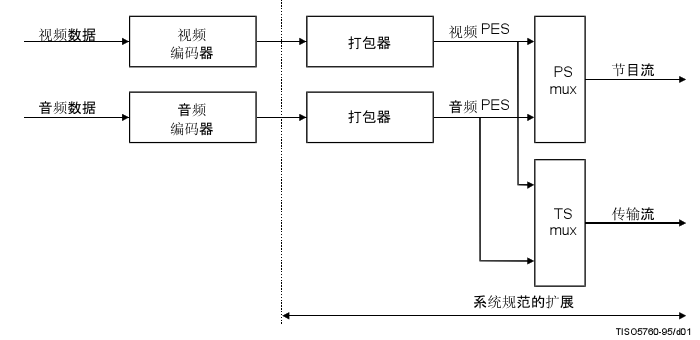 视频数据
视频
编码器
打包器
视频 PES
PS
mux
节目流
音频数据
音频
编码器
打包器
音频 PES
TS
mux
传输流
系统规范的扩展
TISO5760-95/d01